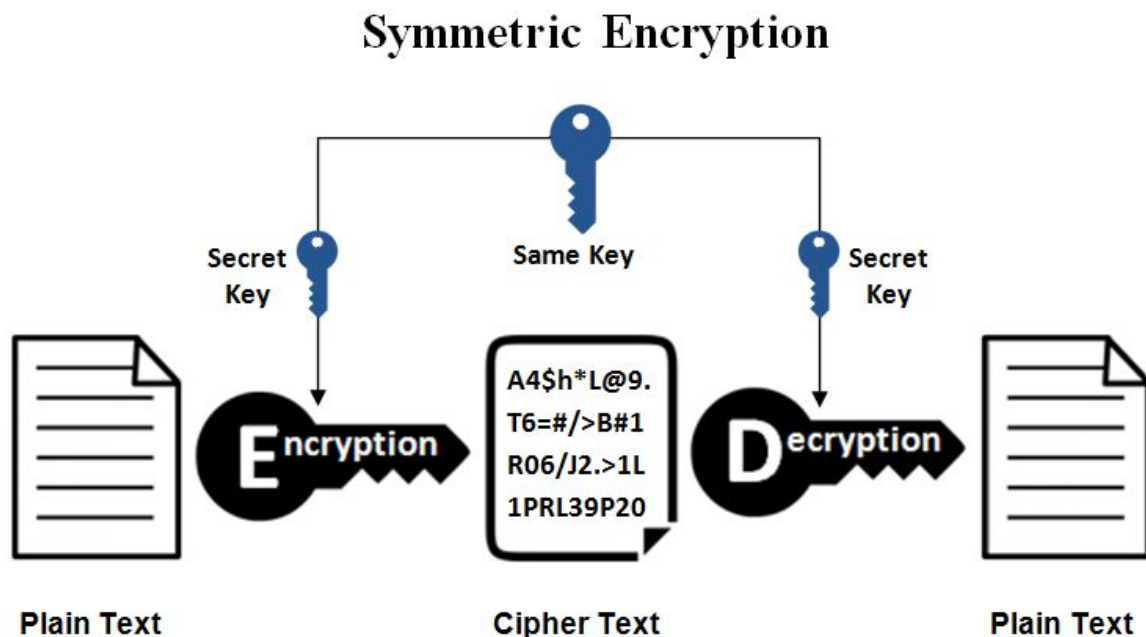 Symmetric Encryption
Secret
Key
Same Key
Secret
Key
Encryption
A4$h*L@9.
T6=#/>B#1
R06/J2.>1L
1PRL39P20
Decryption
Plain Text
Cipher Text
Plain Text